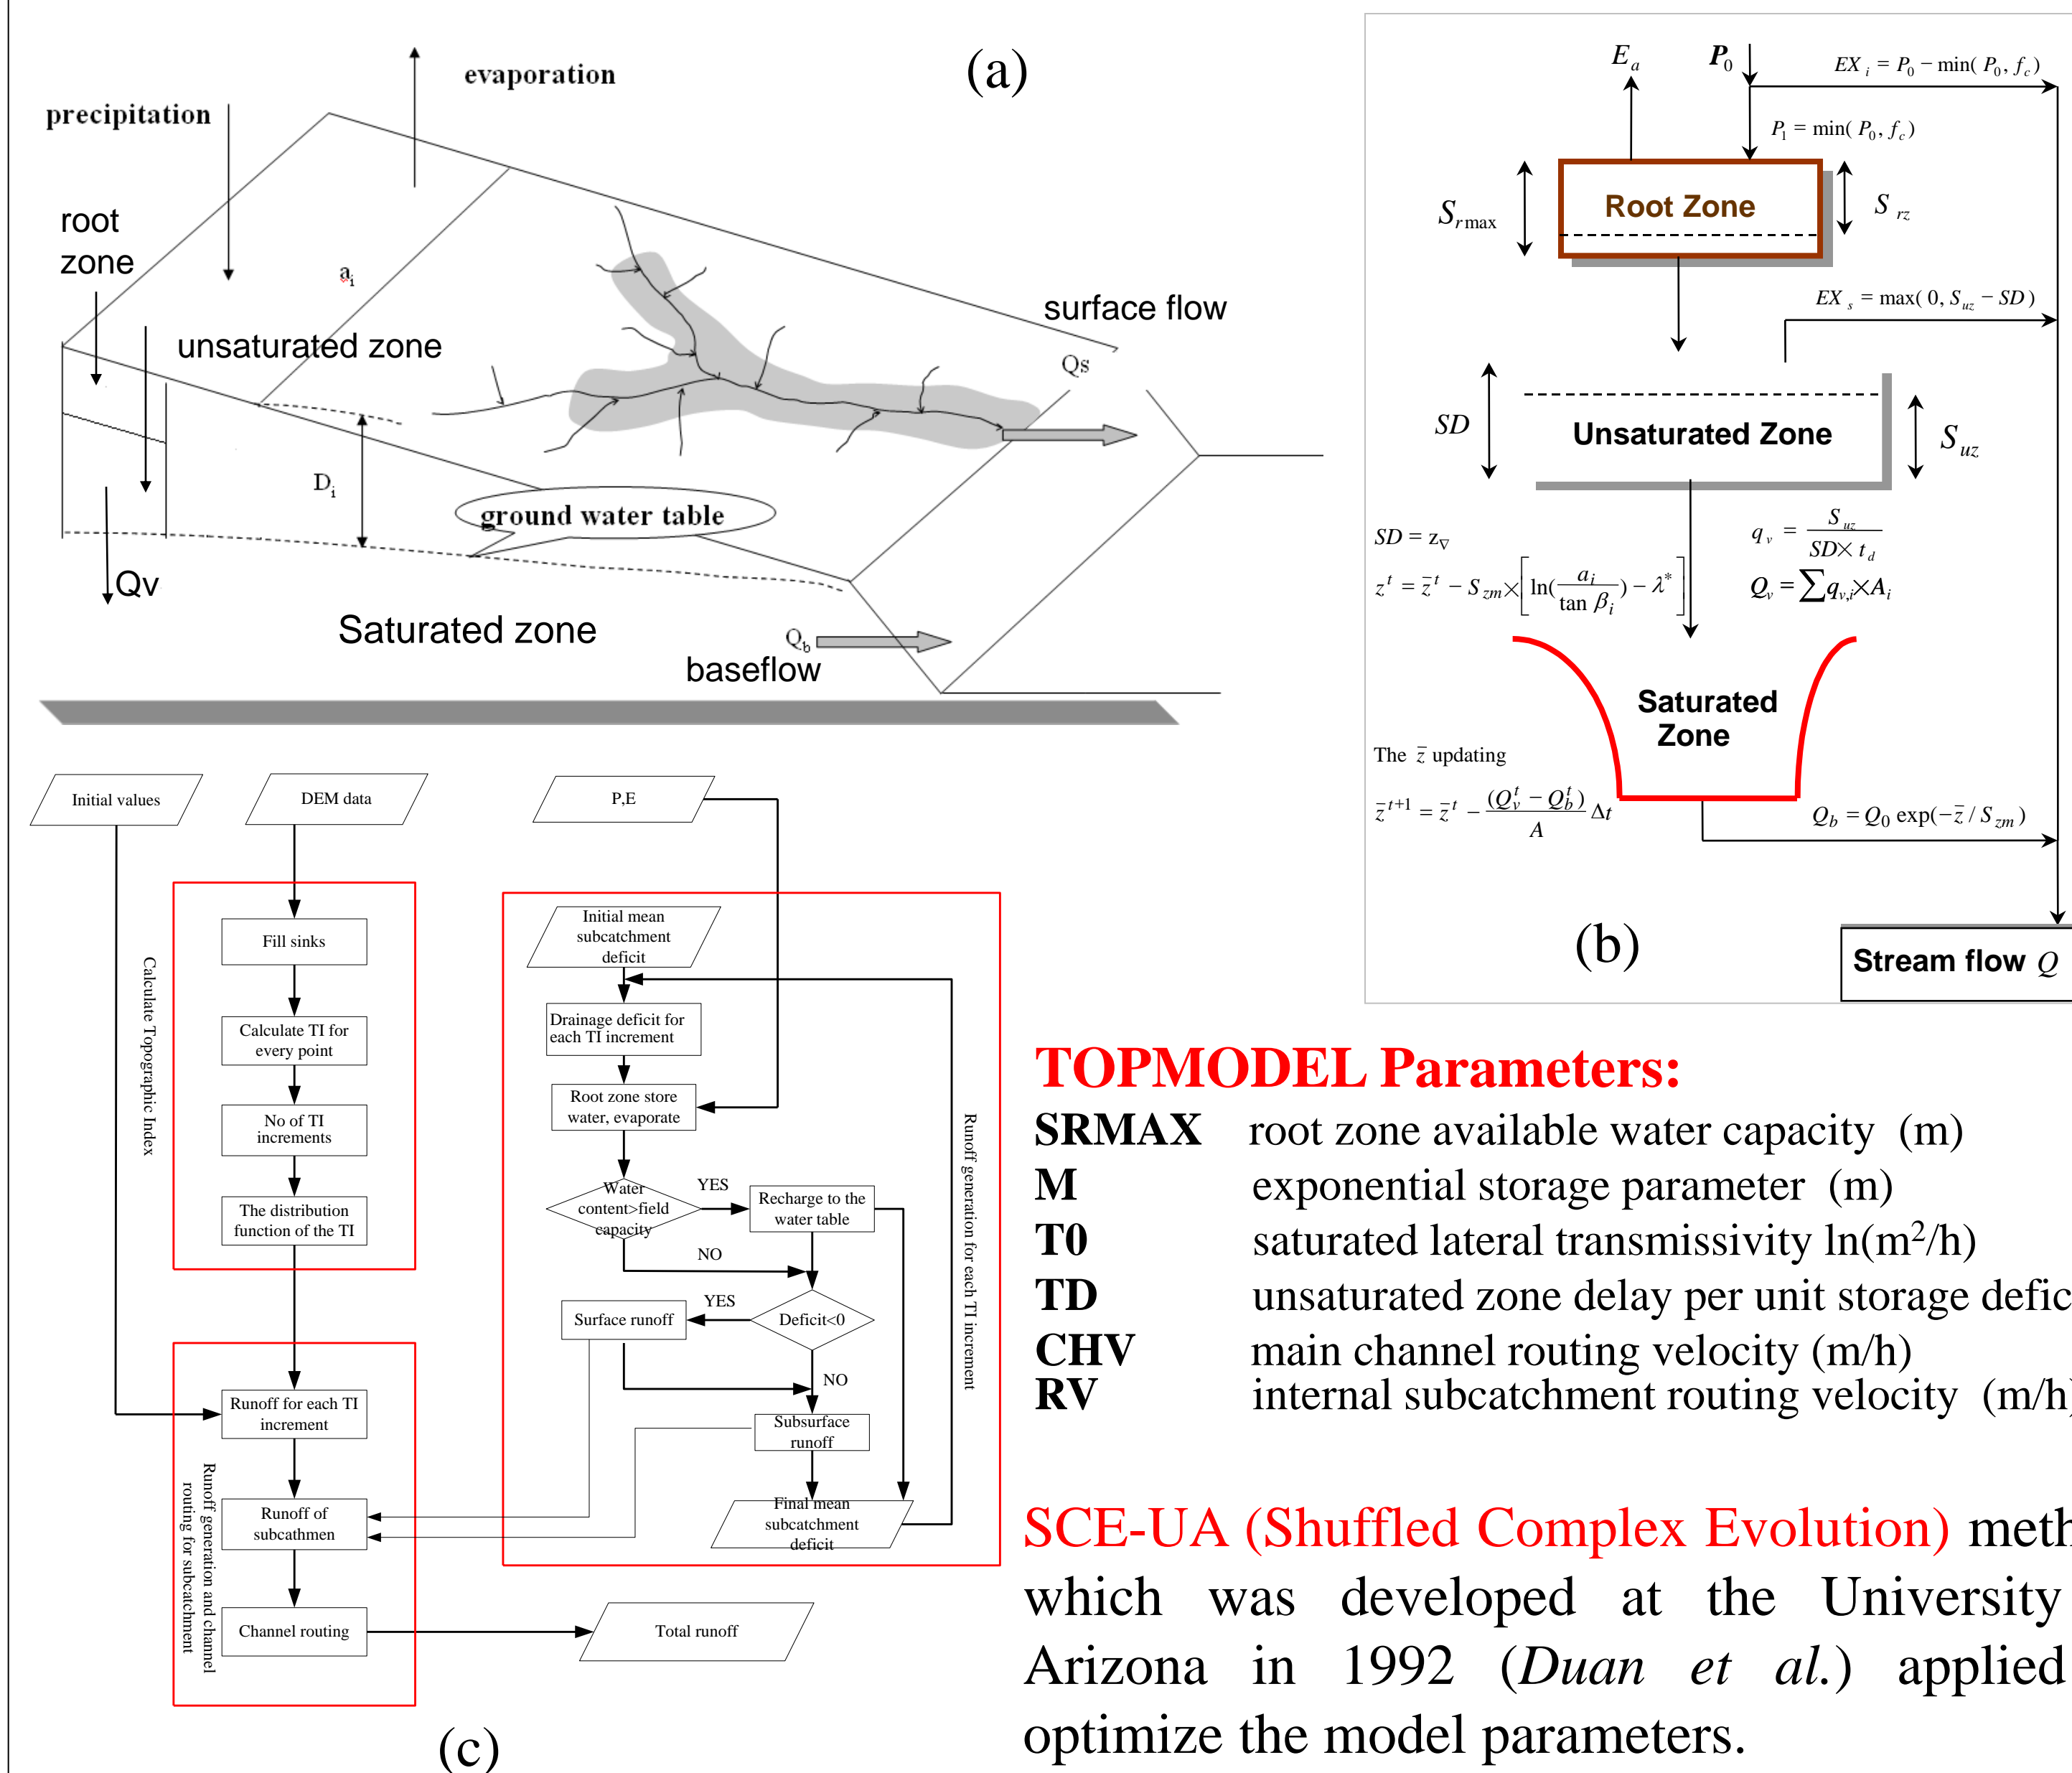 (a)
evaporation
precipitation
root
zone
a_i
unsaturated zone
surface flow
Qs
D_i
ground water table
Qv
Saturated zone
Q_b
baseflow
E_a
P_0
EX_i = P_0 − min( P_0, f_c )
P_1 = min( P_0, f_c )
S_rmax
Root Zone
S_rz
EX_s = max( 0, S_uz − SD )
SD
Unsaturated Zone
S_uz
SD = z_∇
q_v = S_uz / (SD × t_d)
z^t = z̄^t − S_zm × [ ln( a_i / tan β_i ) − λ* ]
Q_v = ∑ q_v,i × A_i
Saturated
Zone
The z̄ updating
z̄^t+1 = z̄^t − (Q_v^t − Q_b^t) / A Δt
Q_b = Q_0 exp(−z̄ / S_zm )
(b)
Stream flow Q
Initial values
DEM data
P,E
Calculate Topographic Index
Fill sinks
Calculate TI for
every point
No of TI
increments
The distribution
function of the TI
Runoff generation and channel
routing for subcatchment
Runoff for each TI
increment
Runoff of
subcathmen
Channel routing
Total runoff
Runoff generation for each TI increment
Initial mean
subcatchment
deficit
Drainage deficit for
each TI increment
Root zone store
water, evaporate
Water
content>field
capacity
YES
Recharge to the
water table
NO
Deficit<0
YES
Surface runoff
NO
Subsurface
runoff
Final mean
subcatchment
deficit
(c)
TOPMODEL Parameters:
SRMAX root zone available water capacity (m)
M exponential storage parameter (m)
T0 saturated lateral transmissivity ln(m²/h)
TD unsaturated zone delay per unit storage defic
CHV main channel routing velocity (m/h)
RV internal subcatchment routing velocity (m/h)
SCE-UA (Shuffled Complex Evolution) meth
which was developed at the University
Arizona in 1992 (Duan et al.) applied
optimize the model parameters.